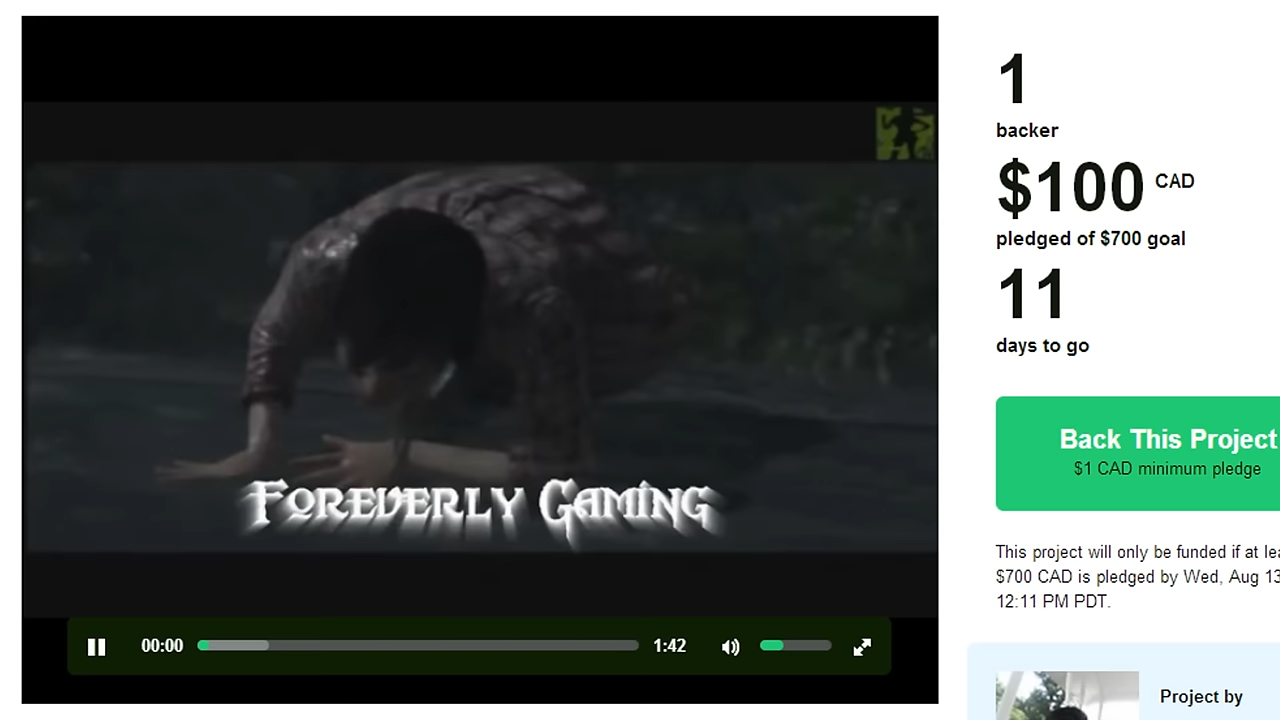 Foreverly Gaming
00:00
1:42
1
backer
$100 CAD
pledged of $700 goal
11
days to go
Back This Project
$1 CAD minimum pledge
This project will only be funded if at
$700 CAD is pledged by Wed, Aug 13
12:11 PM PDT.
Project by